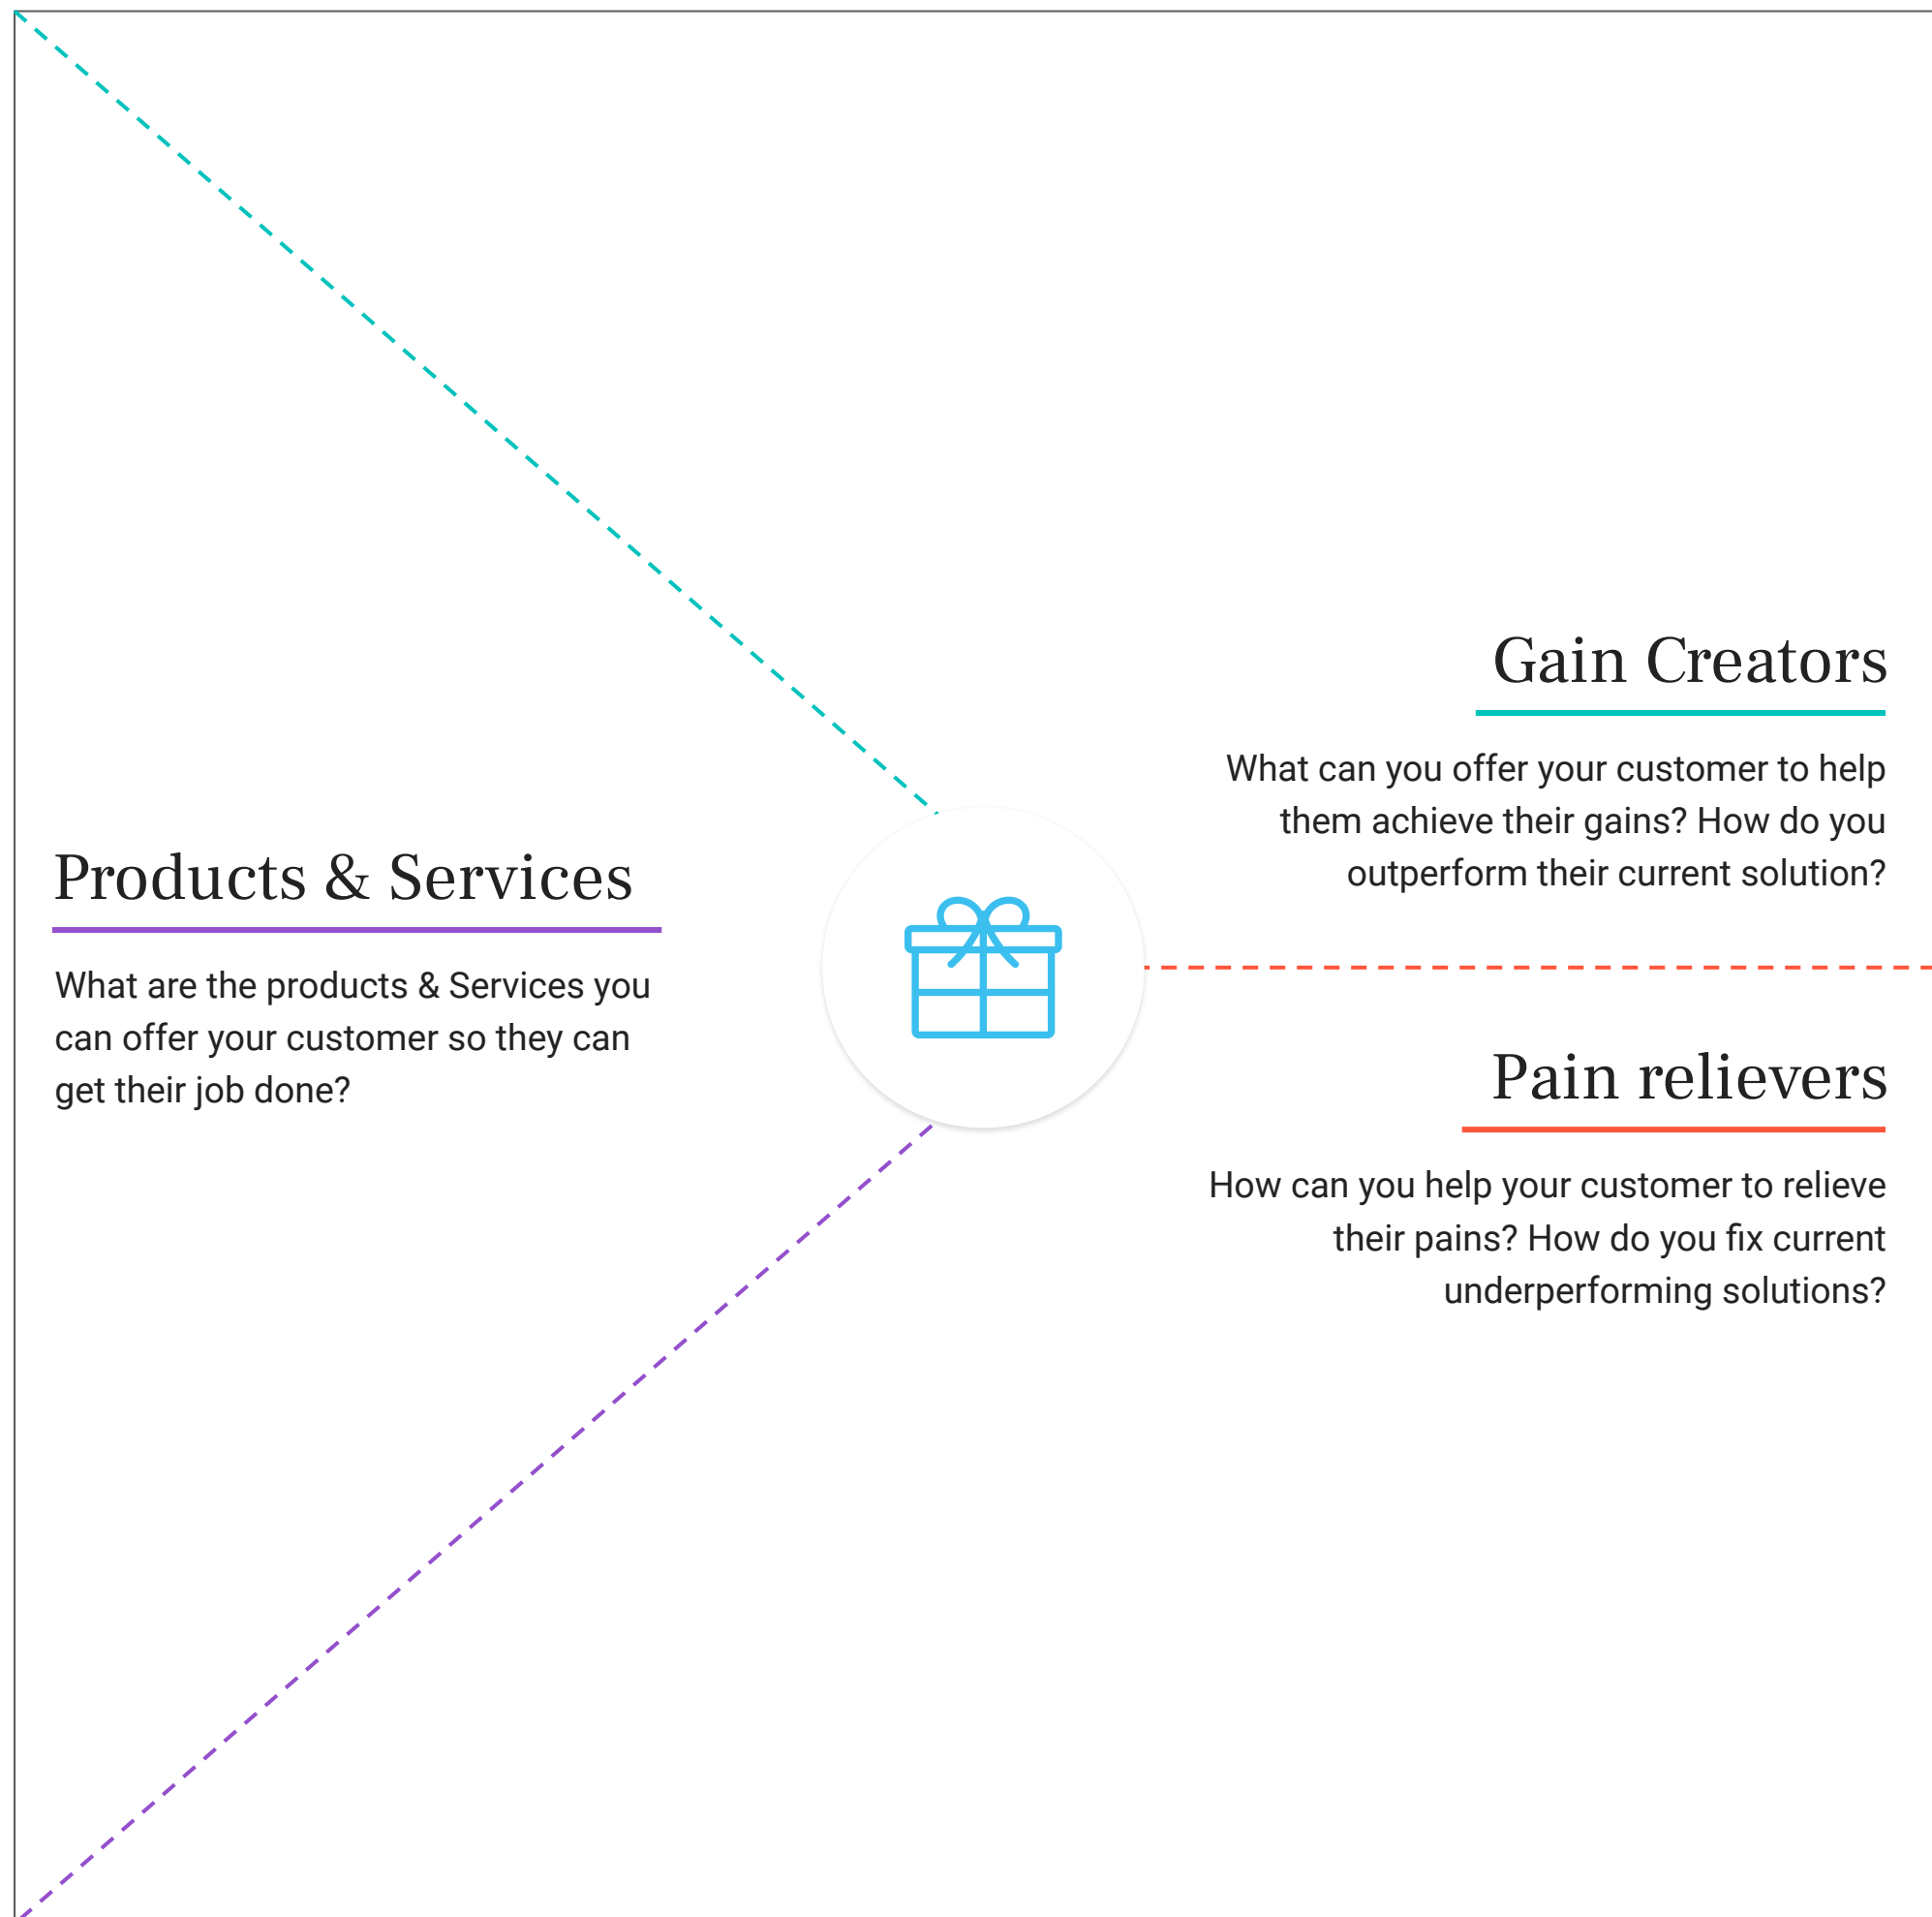 Products & Services
What are the products & Services you
can offer your customer so they can
get their job done?
Gain Creators
What can you offer your customer to help
them achieve their gains? How do you
outperform their current solution?
Pain relievers
How can you help your customer to relieve
their pains? How do you fix current
underperforming solutions?